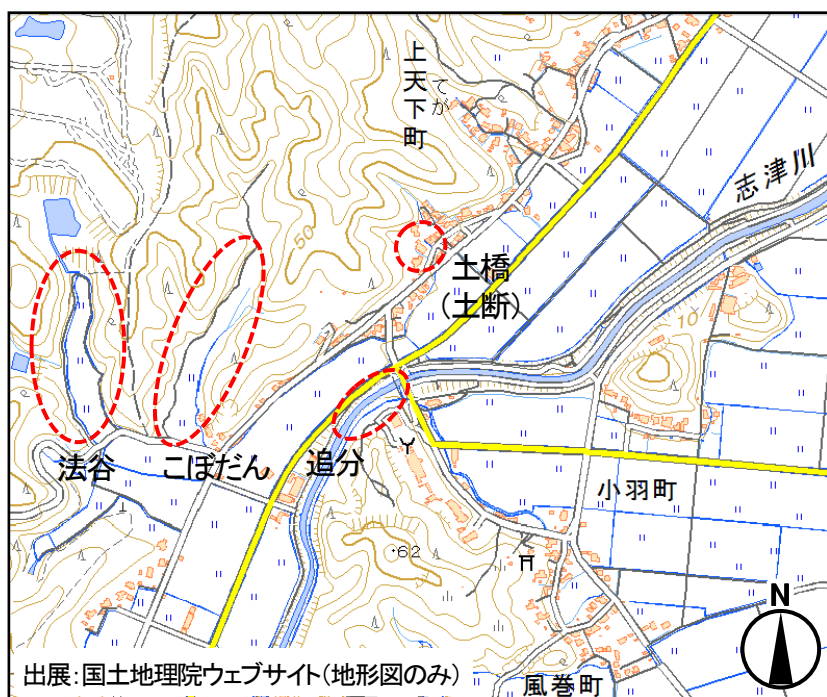 上天下町
てが
志津川
50
土橋
(土断)
10
法谷
こぼだん
追分
小羽町
・62
N
出展:国土地理院ウェブサイト(地形図のみ)
風巻町